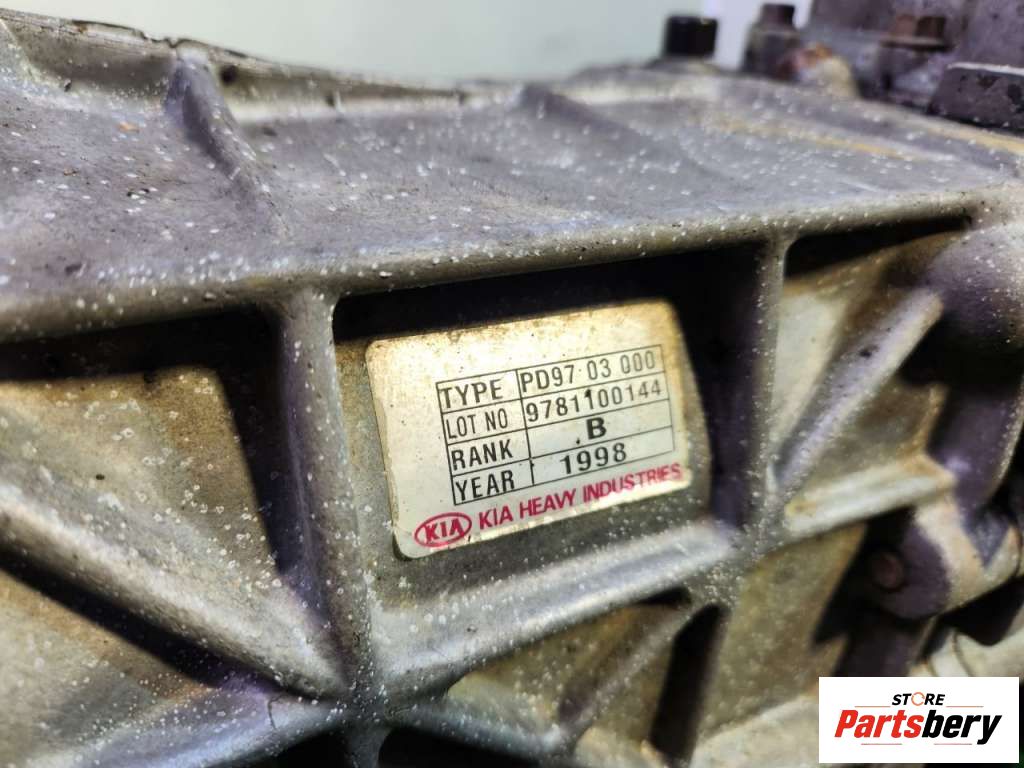 TYPE PD97 03 000
LOT NO 9781100144
RANK .B
YEAR 1998
KIA KIA HEAVY INDUSTRIES
STORE
Partsbery